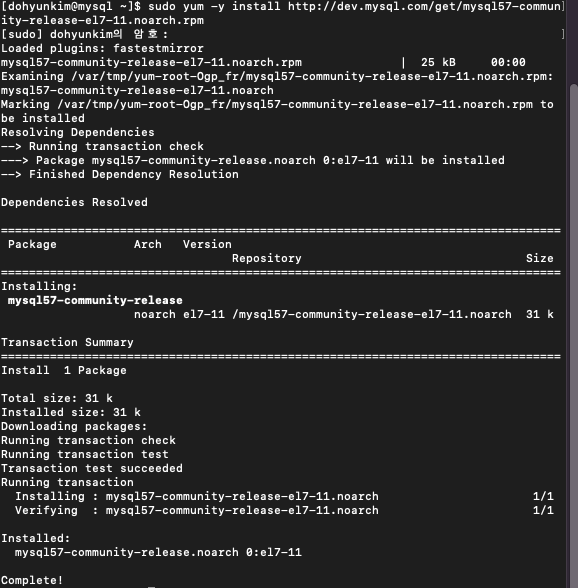 [dohyunkim@mysql ~]$ sudo yum -y install http://dev.mysql.com/get/mysql57-commun]
ity-release-el7-11.noarch.rpm
[sudo] dohyunkim의 암호: ]
Loaded plugins: fastestmirror
mysql57-community-release-el7-11.noarch.rpm | 25 kB 00:00
Examining /var/tmp/yum-root-Ogp_fr/mysql57-community-release-el7-11.noarch.rpm:
mysql57-community-release-el7-11.noarch
Marking /var/tmp/yum-root-Ogp_fr/mysql57-community-release-el7-11.noarch.rpm to
be installed
Resolving Dependencies
--> Running transaction check
---> Package mysql57-community-release.noarch 0:el7-11 will be installed
--> Finished Dependency Resolution
Dependencies Resolved
================================================================================
Package Arch Version
Repository Size
================================================================================
Installing:
mysql57-community-release
noarch el7-11 /mysql57-community-release-el7-11.noarch 31 k
Transaction Summary
================================================================================
Install 1 Package
Total size: 31 k
Installed size: 31 k
Downloading packages:
Running transaction check
Running transaction test
Transaction test succeeded
Running transaction
Installing : mysql57-community-release-el7-11.noarch 1/1
Verifying : mysql57-community-release-el7-11.noarch 1/1
Installed:
mysql57-community-release.noarch 0:el7-11
Complete!